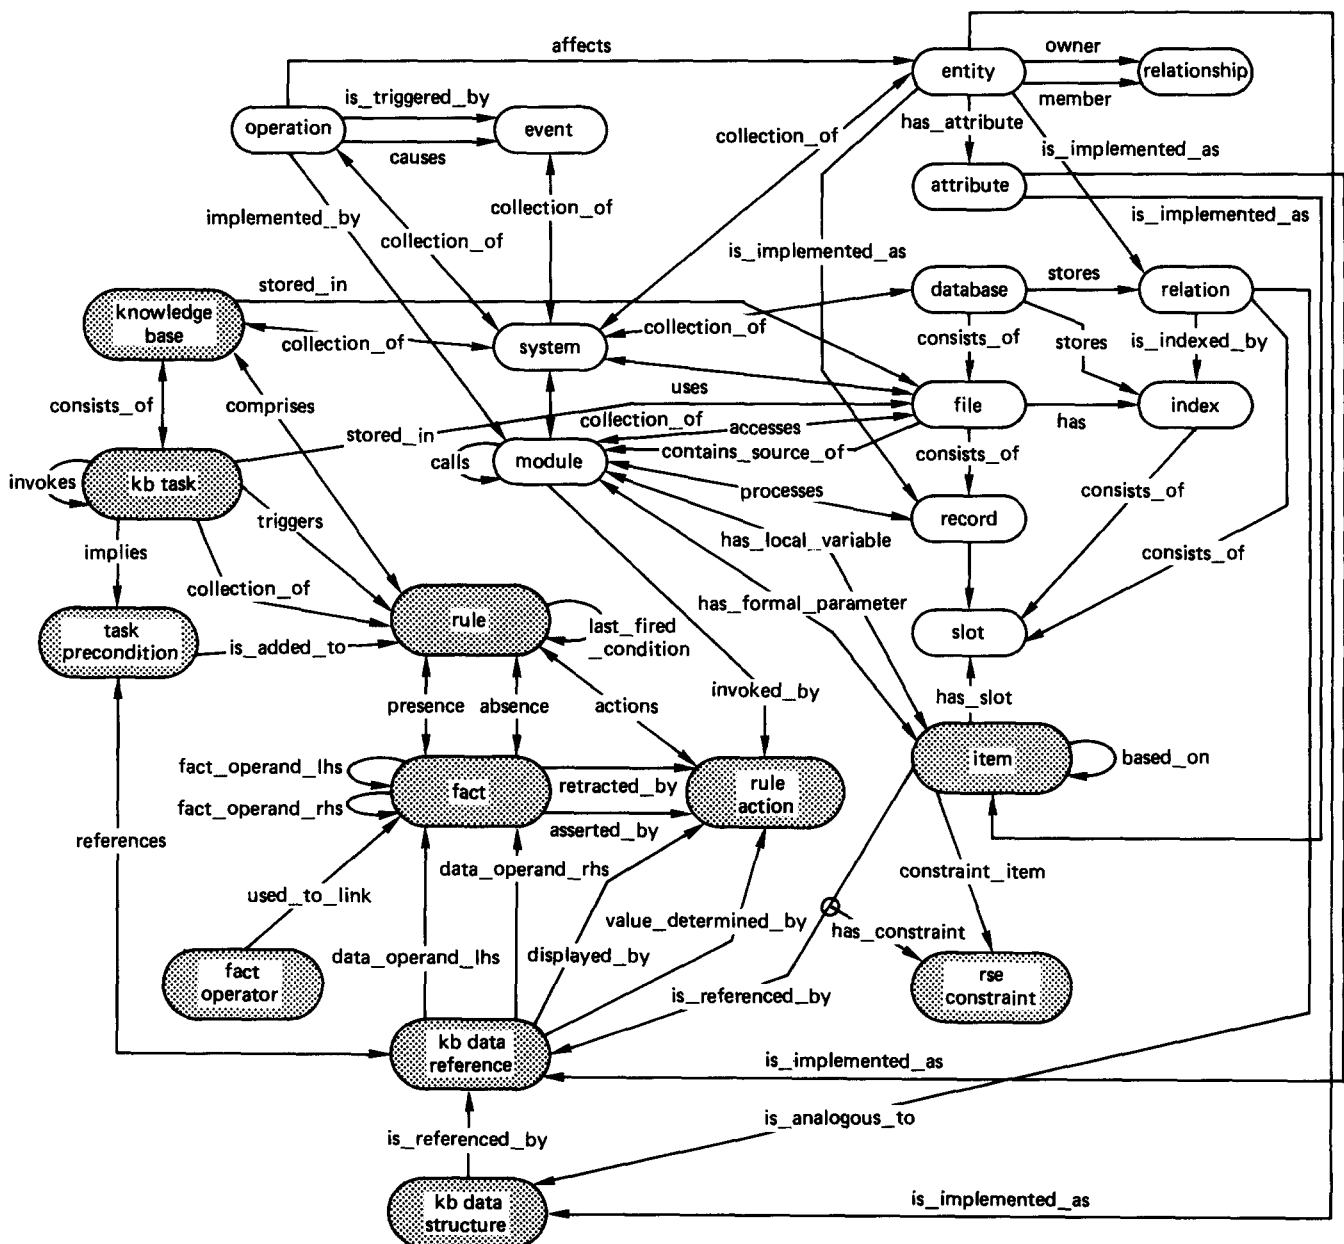 affects
owner
entity
relationship
member
is_triggered_by
operation
event
causes
has_attribute
collection_of
is_implemented_as
attribute
implemented_by
collection_of
is_implemented_as
collection_of
is_implemented_as
stored_in
database
stores
relation
knowledge
base
collection_of
system
collection_of
consists_of
stores
is_indexed_by
consists_of
comprises
uses
file
has
index
stored_in
collection_of
accesses
calls
module
contains_source_of
consists_of
invokes
kb task
processes
consists_of
triggers
record
implies
has_local_variable
consists_of
collection_of
has_formal_parameter
rule
last_fired
_condition
slot
task
precondition
is_added_to
invoked_by
has_slot
presence
absence
actions
fact_operand_lhs
item
based_on
fact
retracted_by
rule
action
fact_operand_rhs
asserted_by
references
data_operand_rhs
constraint_item
used_to_link
value_determined_by
has_constraint
data_operand_lhs
displayed_by
fact
operator
rse
constraint
is_referenced_by
kb data
reference
is_implemented_as
is_analogous_to
is_referenced_by
kb data
structure
is_implemented_as